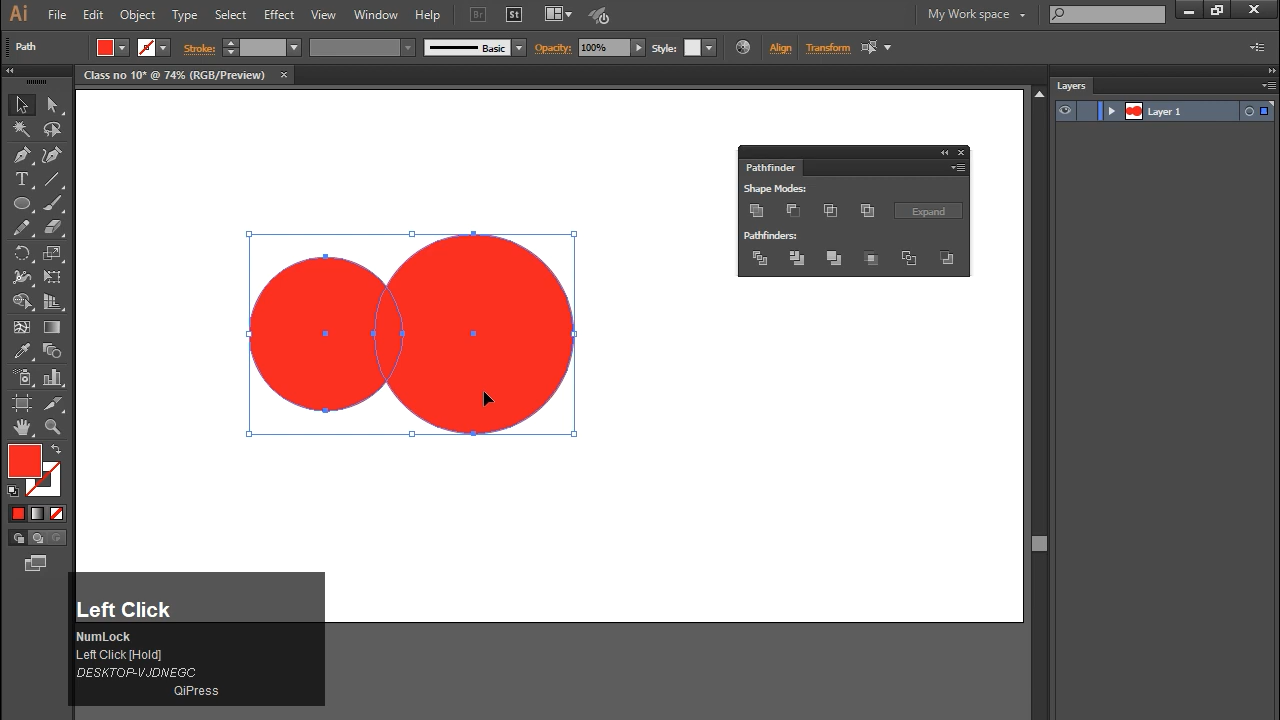 Ai File Edit Object Type Select Effect View Window Help Br St My Work space
Path Stroke: Basic Opacity: 100% Style: Align Transform
Class no 10* @ 74% (RGB/Preview) ×
Layers
Layer 1
Pathfinder
Shape Modes:
Expand
Pathfinders:
Left Click
NumLock
Left Click [Hold]
DESKTOP-VJDNEGC
QiPress